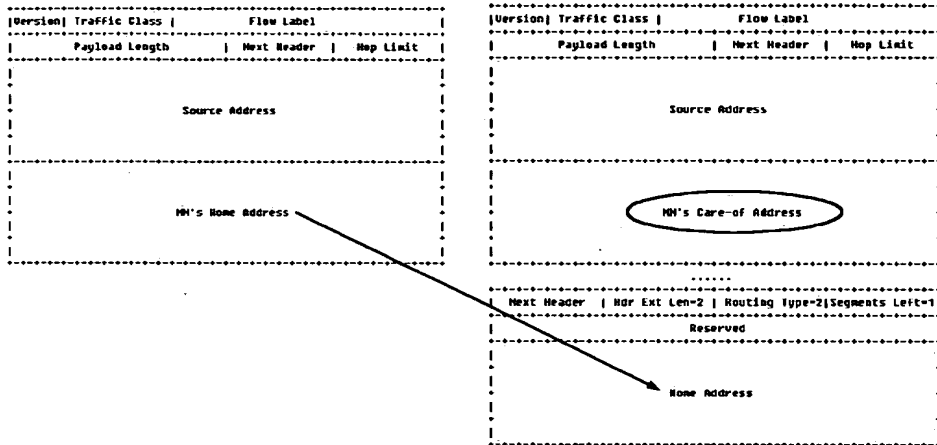 |Version| Traffic Class | Flow Label |
| Payload Length | Next Header | Hop Limit |
Source Address
MN's Home Address
|Version| Traffic Class | Flow Label
| Payload Length | Next Header | Hop Limit
Source Address
MN's Care-of Address
......
Next Header | Hdr Ext Len=2 | Routing Type=2|Segments Left=1
Reserved
Home Address